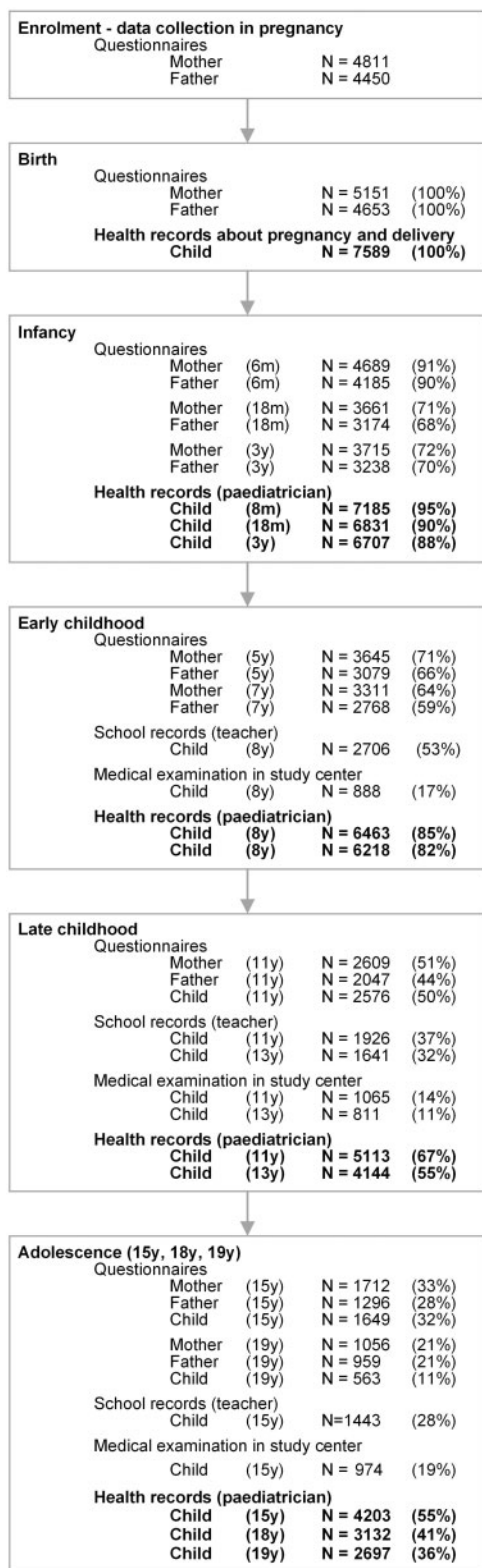 Enrolment - data collection in pregnancy
Questionnaires
Mother N = 4811
Father N = 4450
Birth
Questionnaires
Mother N = 5151 (100%)
Father N = 4653 (100%)
Health records about pregnancy and delivery
Child N = 7589 (100%)
Infancy
Questionnaires
Mother (6m) N = 4689 (91%)
Father (6m) N = 4185 (90%)
Mother (18m) N = 3661 (71%)
Father (18m) N = 3174 (68%)
Mother (3y) N = 3715 (72%)
Father (3y) N = 3238 (70%)
Health records (paediatrician)
Child (8m) N = 7185 (95%)
Child (18m) N = 6831 (90%)
Child (3y) N = 6707 (88%)
Early childhood
Questionnaires
Mother (5y) N = 3645 (71%)
Father (5y) N = 3079 (66%)
Mother (7y) N = 3311 (64%)
Father (7y) N = 2768 (59%)
School records (teacher)
Child (8y) N = 2706 (53%)
Medical examination in study center
Child (8y) N = 888 (17%)
Health records (paediatrician)
Child (8y) N = 6463 (85%)
Child (8y) N = 6218 (82%)
Late childhood
Questionnaires
Mother (11y) N = 2609 (51%)
Father (11y) N = 2047 (44%)
Child (11y) N = 2576 (50%)
School records (teacher)
Child (11y) N = 1926 (37%)
Child (13y) N = 1641 (32%)
Medical examination in study center
Child (11y) N = 1065 (14%)
Child (13y) N = 811 (11%)
Health records (paediatrician)
Child (11y) N = 5113 (67%)
Child (13y) N = 4144 (55%)
Adolescence (15y, 18y, 19y)
Questionnaires
Mother (15y) N = 1712 (33%)
Father (15y) N = 1296 (28%)
Child (15y) N = 1649 (32%)
Mother (19y) N = 1056 (21%)
Father (19y) N = 959 (21%)
Child (19y) N = 563 (11%)
School records (teacher)
Child (15y) N=1443 (28%)
Medical examination in study center
Child (15y) N = 974 (19%)
Health records (paediatrician)
Child (15y) N = 4203 (55%)
Child (18y) N = 3132 (41%)
Child (19y) N = 2697 (36%)